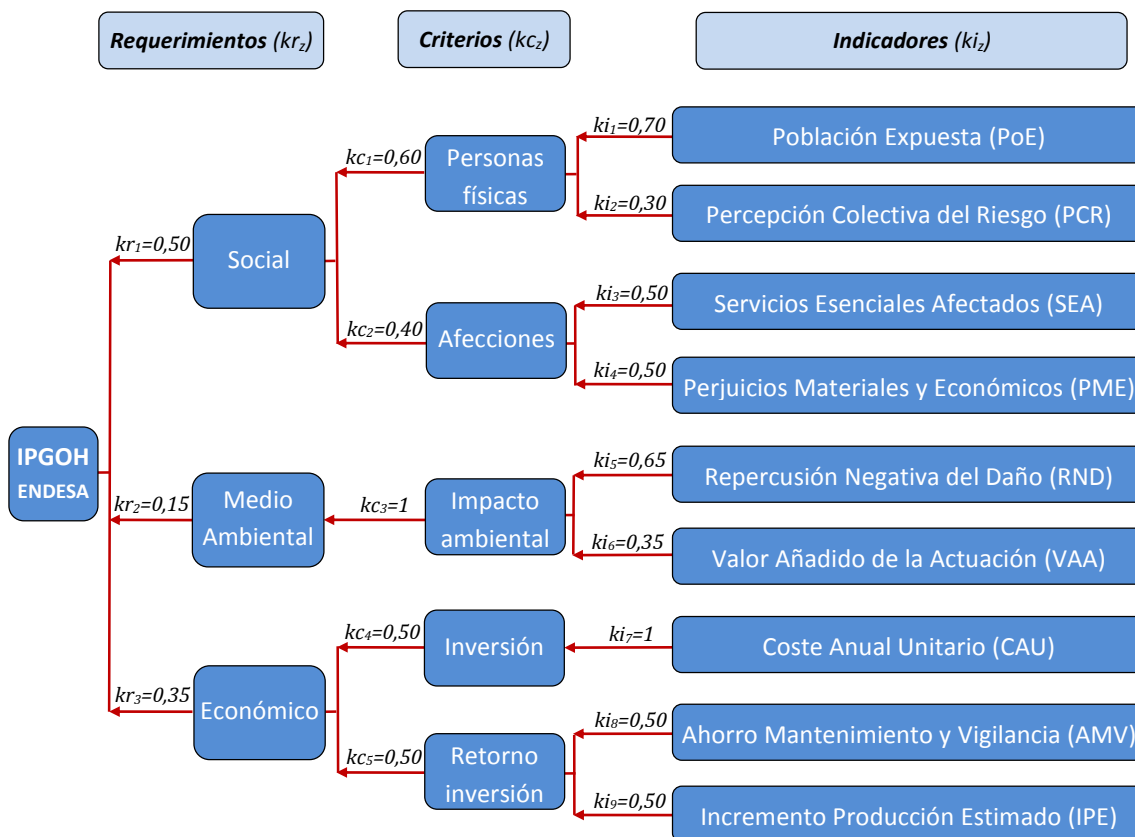 Requerimientos (krz)
Criterios (kcz)
Indicadores (kiz)
ki1=0,70
Población Expuesta (PoE)
kc1=0,60
Personas
físicas
ki2=0,30
Percepción Colectiva del Riesgo (PCR)
kr1=0,50
Social
ki3=0,50
Servicios Esenciales Afectados (SEA)
kc2=0,40
Afecciones
ki4=0,50
Perjuicios Materiales y Económicos (PME)
IPGOH
ENDESA
ki5=0,65
Repercusión Negativa del Daño (RND)
kr2=0,15
Medio
Ambiental
kc3=1
Impacto
ambiental
ki6=0,35
Valor Añadido de la Actuación (VAA)
kc4=0,50
Inversión
ki7=1
Coste Anual Unitario (CAU)
kr3=0,35
Económico
ki8=0,50
Ahorro Mantenimiento y Vigilancia (AMV)
kc5=0,50
Retorno
inversión
ki9=0,50
Incremento Producción Estimado (IPE)